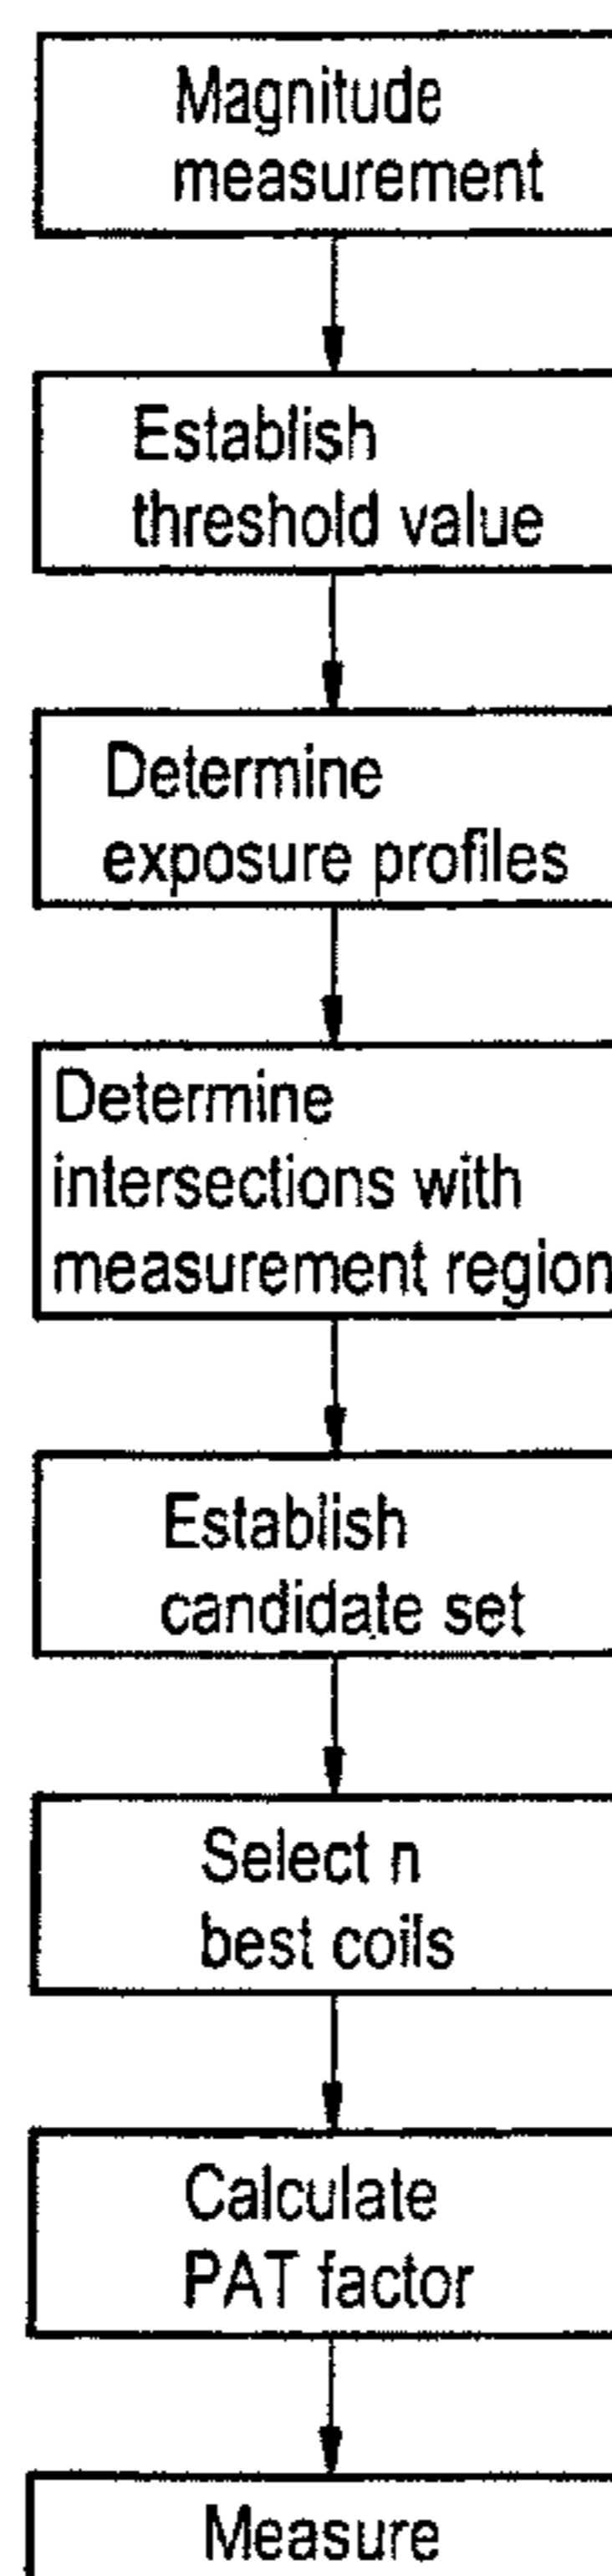 Magnitude
measurement
Establish
threshold value
Determine
exposure profiles
Determine
intersections with
measurement region
Establish
candidate set
Select n
best coils
Calculate
PAT factor
Measure